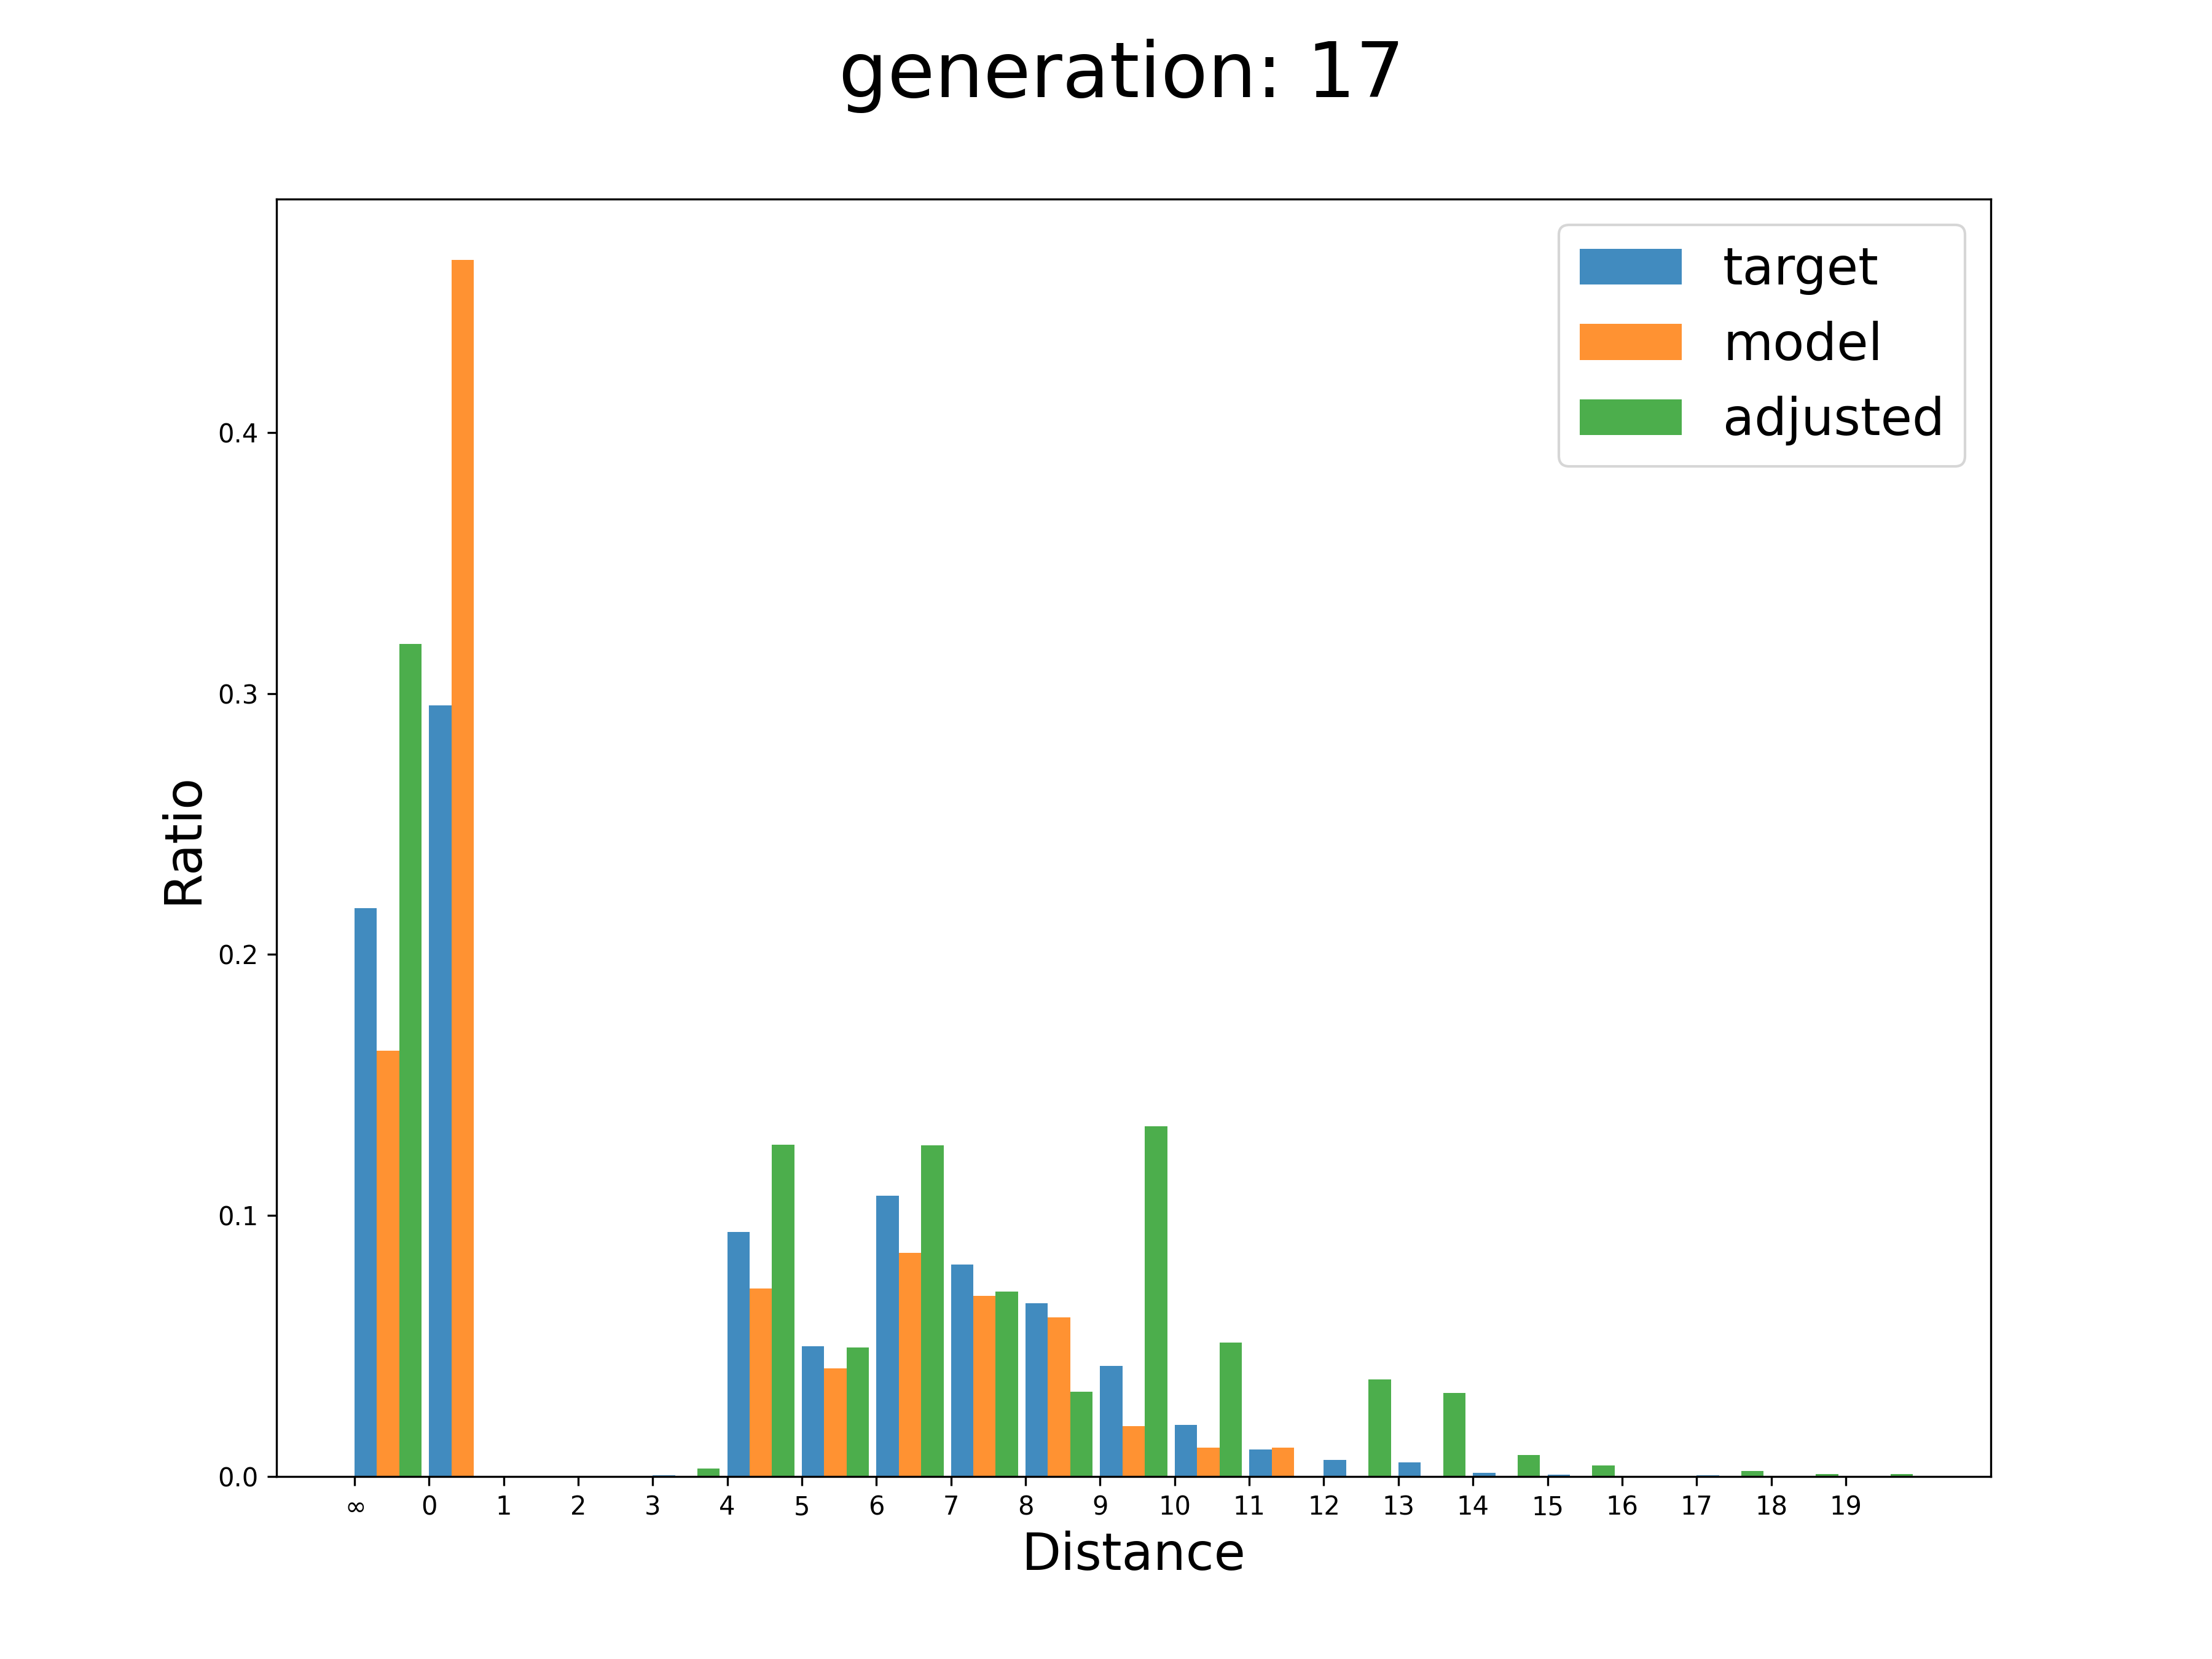 generation: 17
target
model
adjusted
Ratio
0.4
0.3
0.2
0.1
0.0
∞ 0 1 2 3 4 5 6 7 8 9 10 11 12 13 14 15 16 17 18 19
Distance